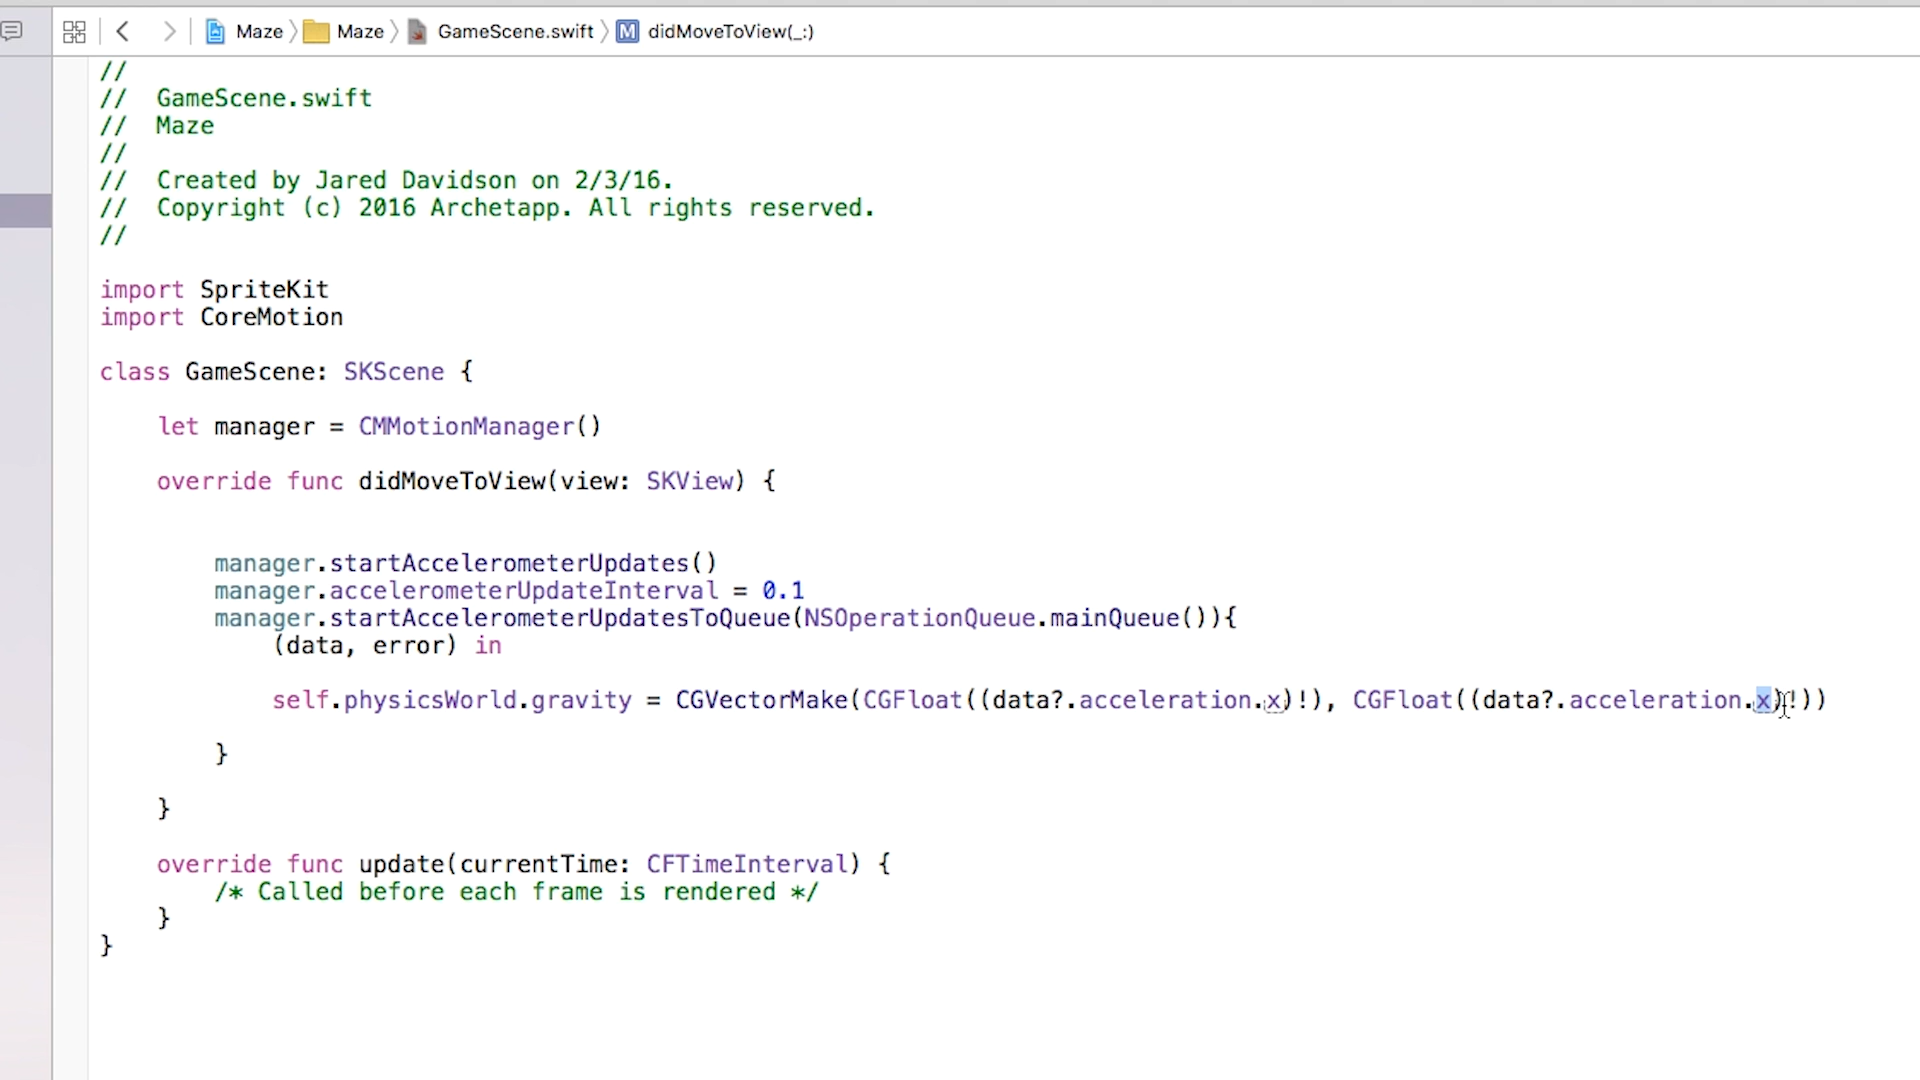 Maze Maze GameScene.swift M didMoveToView(_:)
//
// GameScene.swift
// Maze
//
// Created by Jared Davidson on 2/3/16.
// Copyright (c) 2016 Archetapp. All rights reserved.
//
import SpriteKit
import CoreMotion
class GameScene: SKScene {
let manager = CMMotionManager()
override func didMoveToView(view: SKView) {
manager.startAccelerometerUpdates()
manager.accelerometerUpdateInterval = 0.1
manager.startAccelerometerUpdatesToQueue(NSOperationQueue.mainQueue()){
(data, error) in
self.physicsWorld.gravity = CGVectorMake(CGFloat((data?.acceleration.x)!), CGFloat((data?.acceleration.x)!))
}
}
override func update(currentTime: CFTimeInterval) {
/* Called before each frame is rendered */
}
}